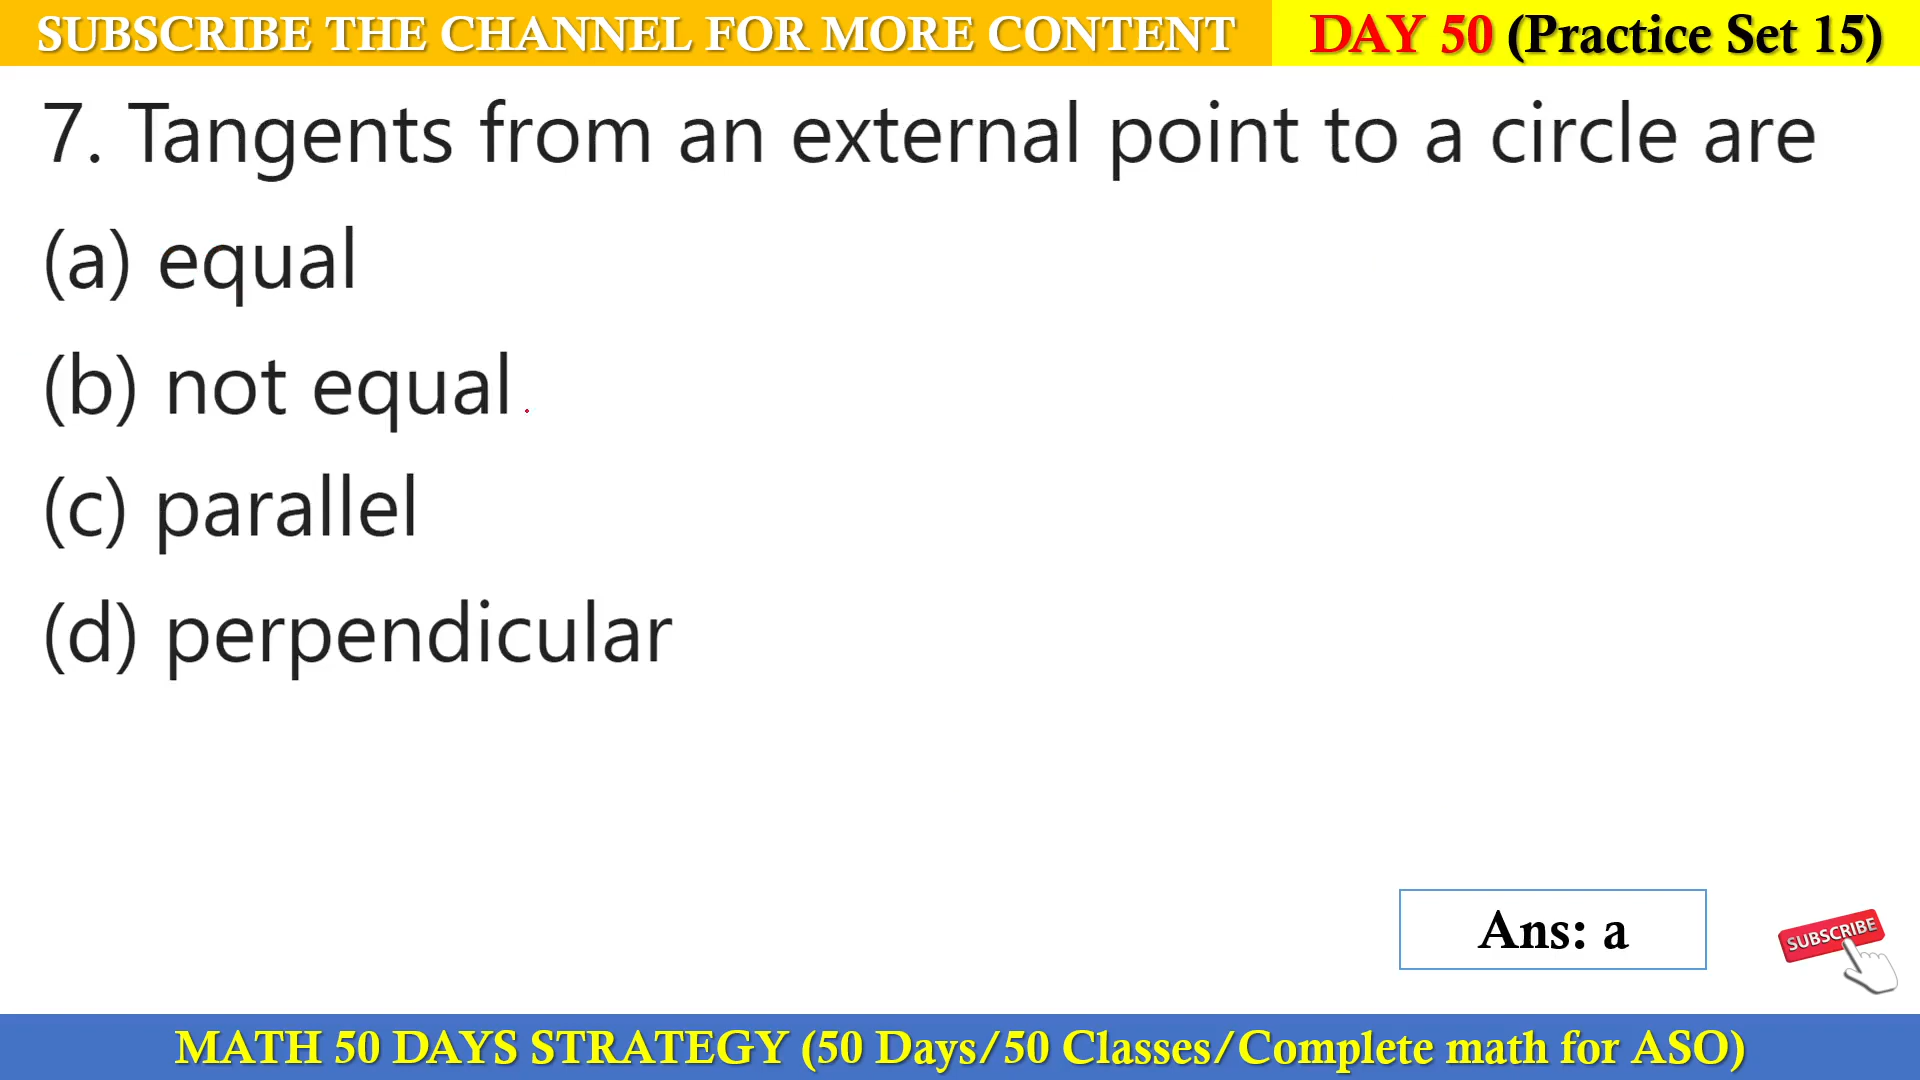 SUBSCRIBE THE CHANNEL FOR MORE CONTENT
DAY 50 (Practice Set 15)
7. Tangents from an external point to a circle are
(a) equal
(b) not equal
(c) parallel
(d) perpendicular
Ans: a
SUBSCRIBE
MATH 50 DAYS STRATEGY (50 Days/50 Classes/Complete math for ASO)